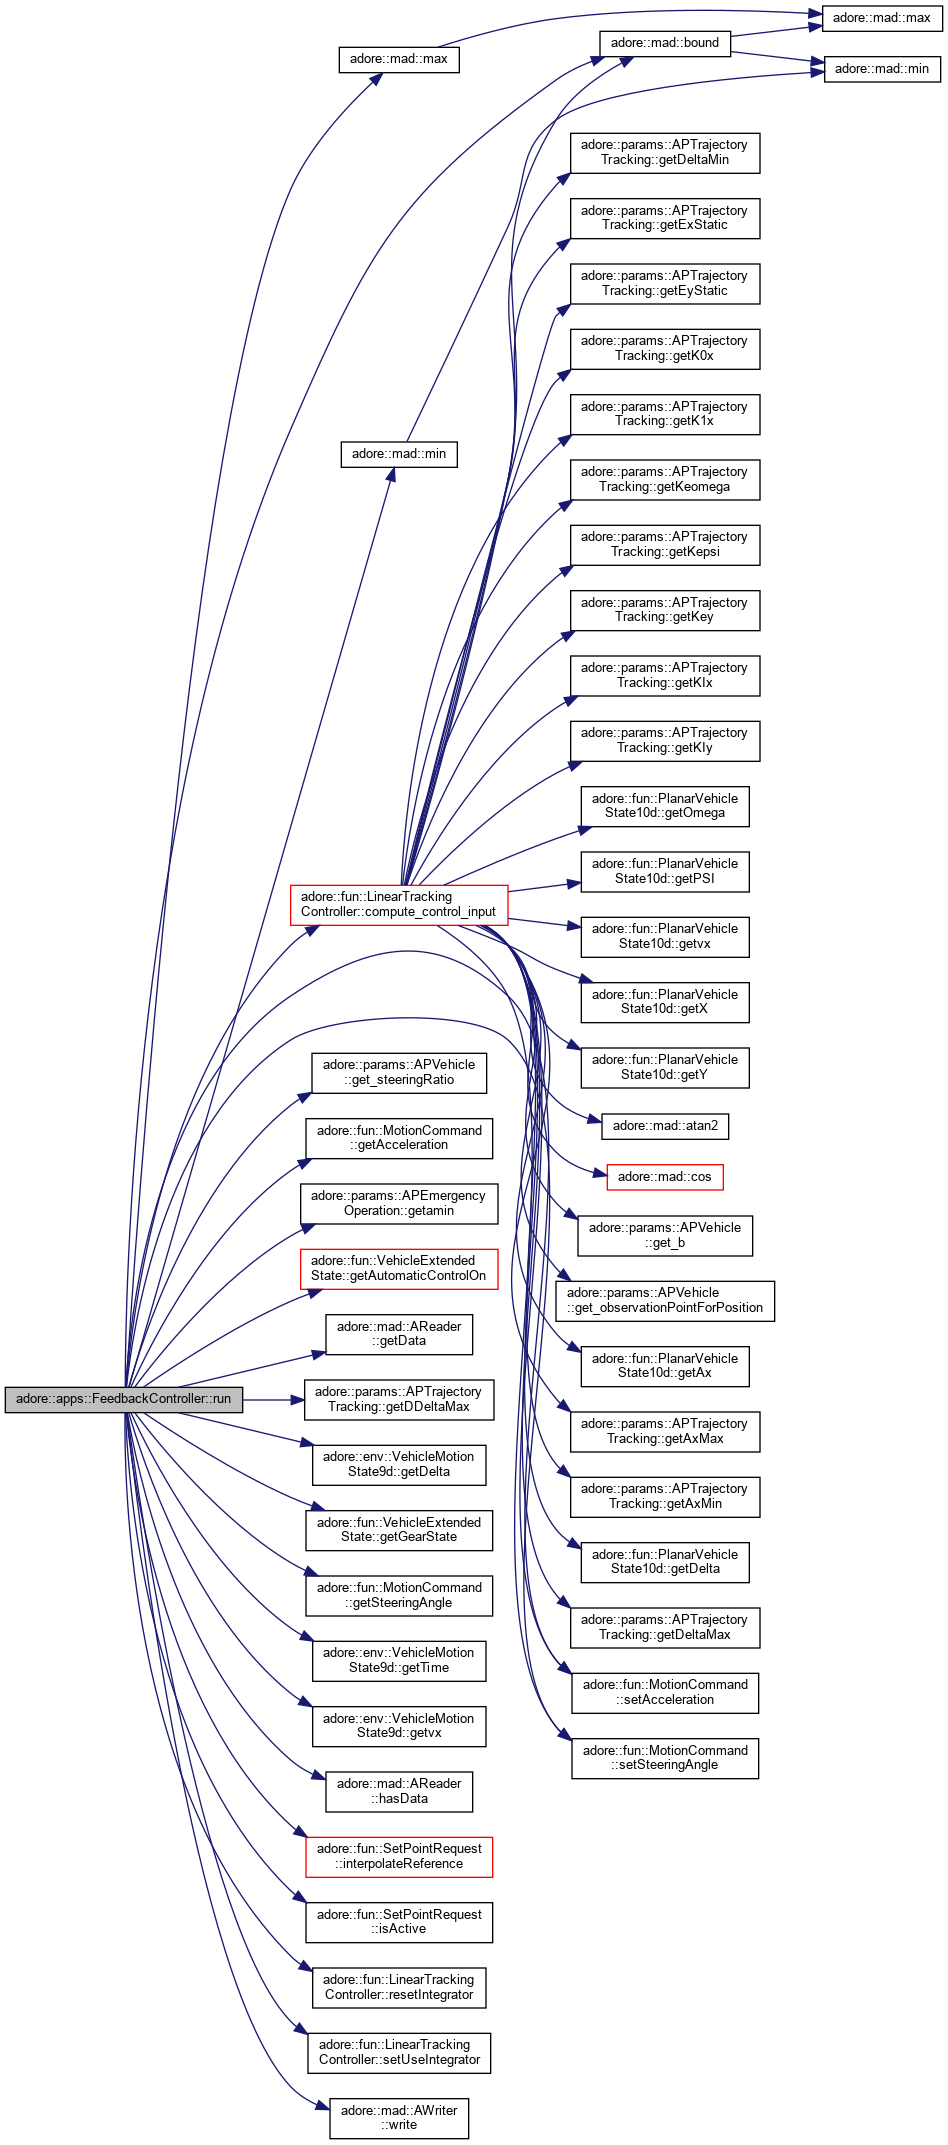 adore::apps::FeedbackController::run
adore::mad::max
adore::mad::min
adore::fun::LinearTracking
Controller::compute_control_input
adore::params::APVehicle
::get_steeringRatio
adore::fun::MotionCommand
::getAcceleration
adore::params::APEmergency
Operation::getamin
adore::fun::VehicleExtended
State::getAutomaticControlOn
adore::mad::AReader
::getData
adore::params::APTrajectory
Tracking::getDDeltaMax
adore::env::VehicleMotion
State9d::getDelta
adore::fun::VehicleExtended
State::getGearState
adore::fun::MotionCommand
::getSteeringAngle
adore::env::VehicleMotion
State9d::getTime
adore::env::VehicleMotion
State9d::getvx
adore::mad::AReader
::hasData
adore::fun::SetPointRequest
::interpolateReference
adore::fun::SetPointRequest
::isActive
adore::fun::LinearTracking
Controller::resetIntegrator
adore::fun::LinearTracking
Controller::setUseIntegrator
adore::mad::AWriter
::write
adore::mad::bound
adore::params::APTrajectory
Tracking::getDeltaMin
adore::params::APTrajectory
Tracking::getExStatic
adore::params::APTrajectory
Tracking::getEyStatic
adore::params::APTrajectory
Tracking::getK0x
adore::params::APTrajectory
Tracking::getK1x
adore::params::APTrajectory
Tracking::getKeomega
adore::params::APTrajectory
Tracking::getKepsi
adore::params::APTrajectory
Tracking::getKey
adore::params::APTrajectory
Tracking::getKIx
adore::params::APTrajectory
Tracking::getKIy
adore::fun::PlanarVehicle
State10d::getOmega
adore::fun::PlanarVehicle
State10d::getPSI
adore::fun::PlanarVehicle
State10d::getvx
adore::fun::PlanarVehicle
State10d::getX
adore::fun::PlanarVehicle
State10d::getY
adore::mad::atan2
adore::mad::cos
adore::params::APVehicle
::get_b
adore::params::APVehicle
::get_observationPointForPosition
adore::fun::PlanarVehicle
State10d::getAx
adore::params::APTrajectory
Tracking::getAxMax
adore::params::APTrajectory
Tracking::getAxMin
adore::fun::PlanarVehicle
State10d::getDelta
adore::params::APTrajectory
Tracking::getDeltaMax
adore::fun::MotionCommand
::setAcceleration
adore::fun::MotionCommand
::setSteeringAngle
adore::mad::max
adore::mad::min